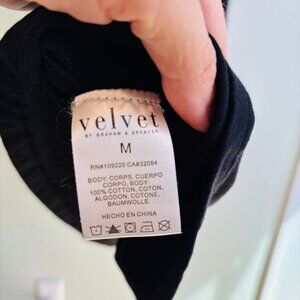 velvet
BY GRAHAM & SPENCER
M
RN#109220 CA#32054
BODY, CORPS, CUERPO
CORPO, BODY:
100% COTTON, COTON,
ALGODON, COTONE,
BAUMWOLLE
HECHO EN CHINA